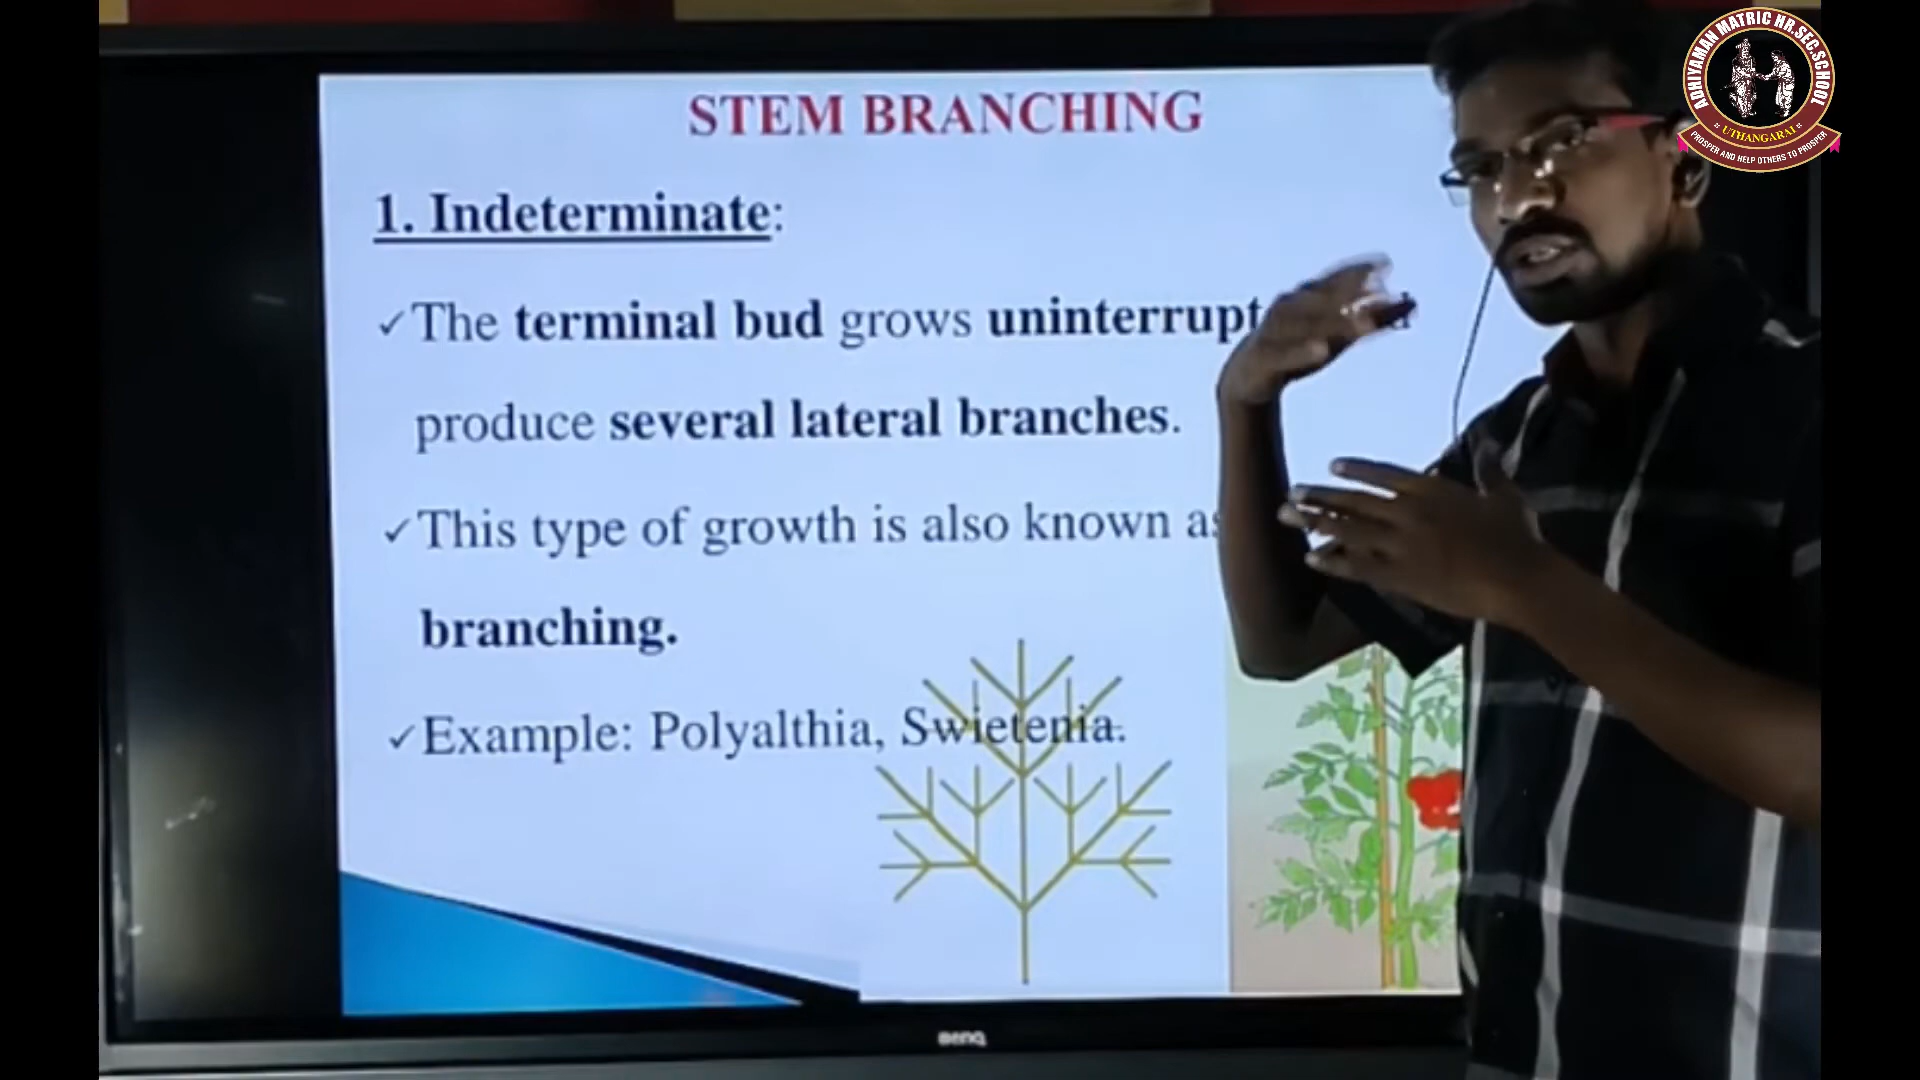 STEM BRANCHING
1. Indeterminate:
✓The terminal bud grows
produce several lateral branches.
✓This type of growth is also known as
branching.
✓Example: Polyalthia, Swietenia.
BenQ
ADHIYAMAN MATRIC HR.SEC.SCHOOL
UTHANGARAI
PROSPER AND HELP OTHERS TO PROSPER